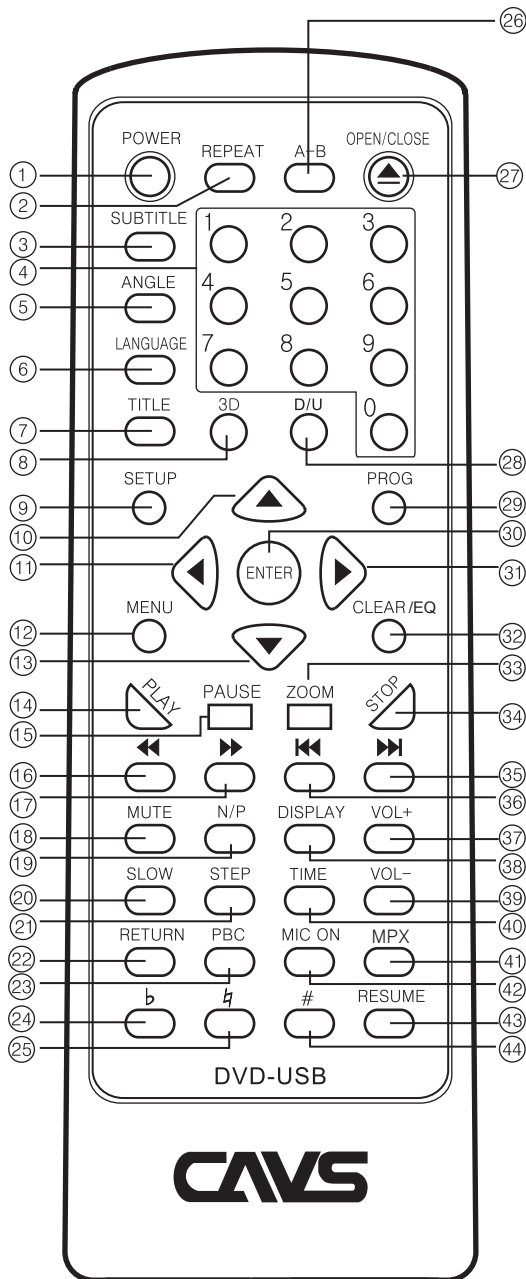 ㉖
POWER REPEAT A-B OPEN/CLOSE
① ② ㉗
SUBTITLE 1 2 3
③
④
ANGLE 4 5 6
⑤
LANGUAGE 7 8 9
⑥
TITLE 3D D/U 0
⑦
⑧ ㉘
SETUP PROG
⑨ ㉙
⑩ ㉚
⑪ ENTER ㉛
MENU CLEAR/EQ
⑫ ㉜
⑬ ㉝
PLAY PAUSE ZOOM STOP
⑭ ㉞
⑮
⑯ ㉟
⑰ ㊱
MUTE N/P DISPLAY VOL+
⑱ ㊲
⑲ ㊳
SLOW STEP TIME VOL-
⑳ ㊴
㉑ ㊵
RETURN PBC MIC ON MPX
㉒ ㊶
㉓ ㊷
♭ ♮ # RESUME
㉔ ㊸
㉕ ㊹
DVD-USB
CAVS